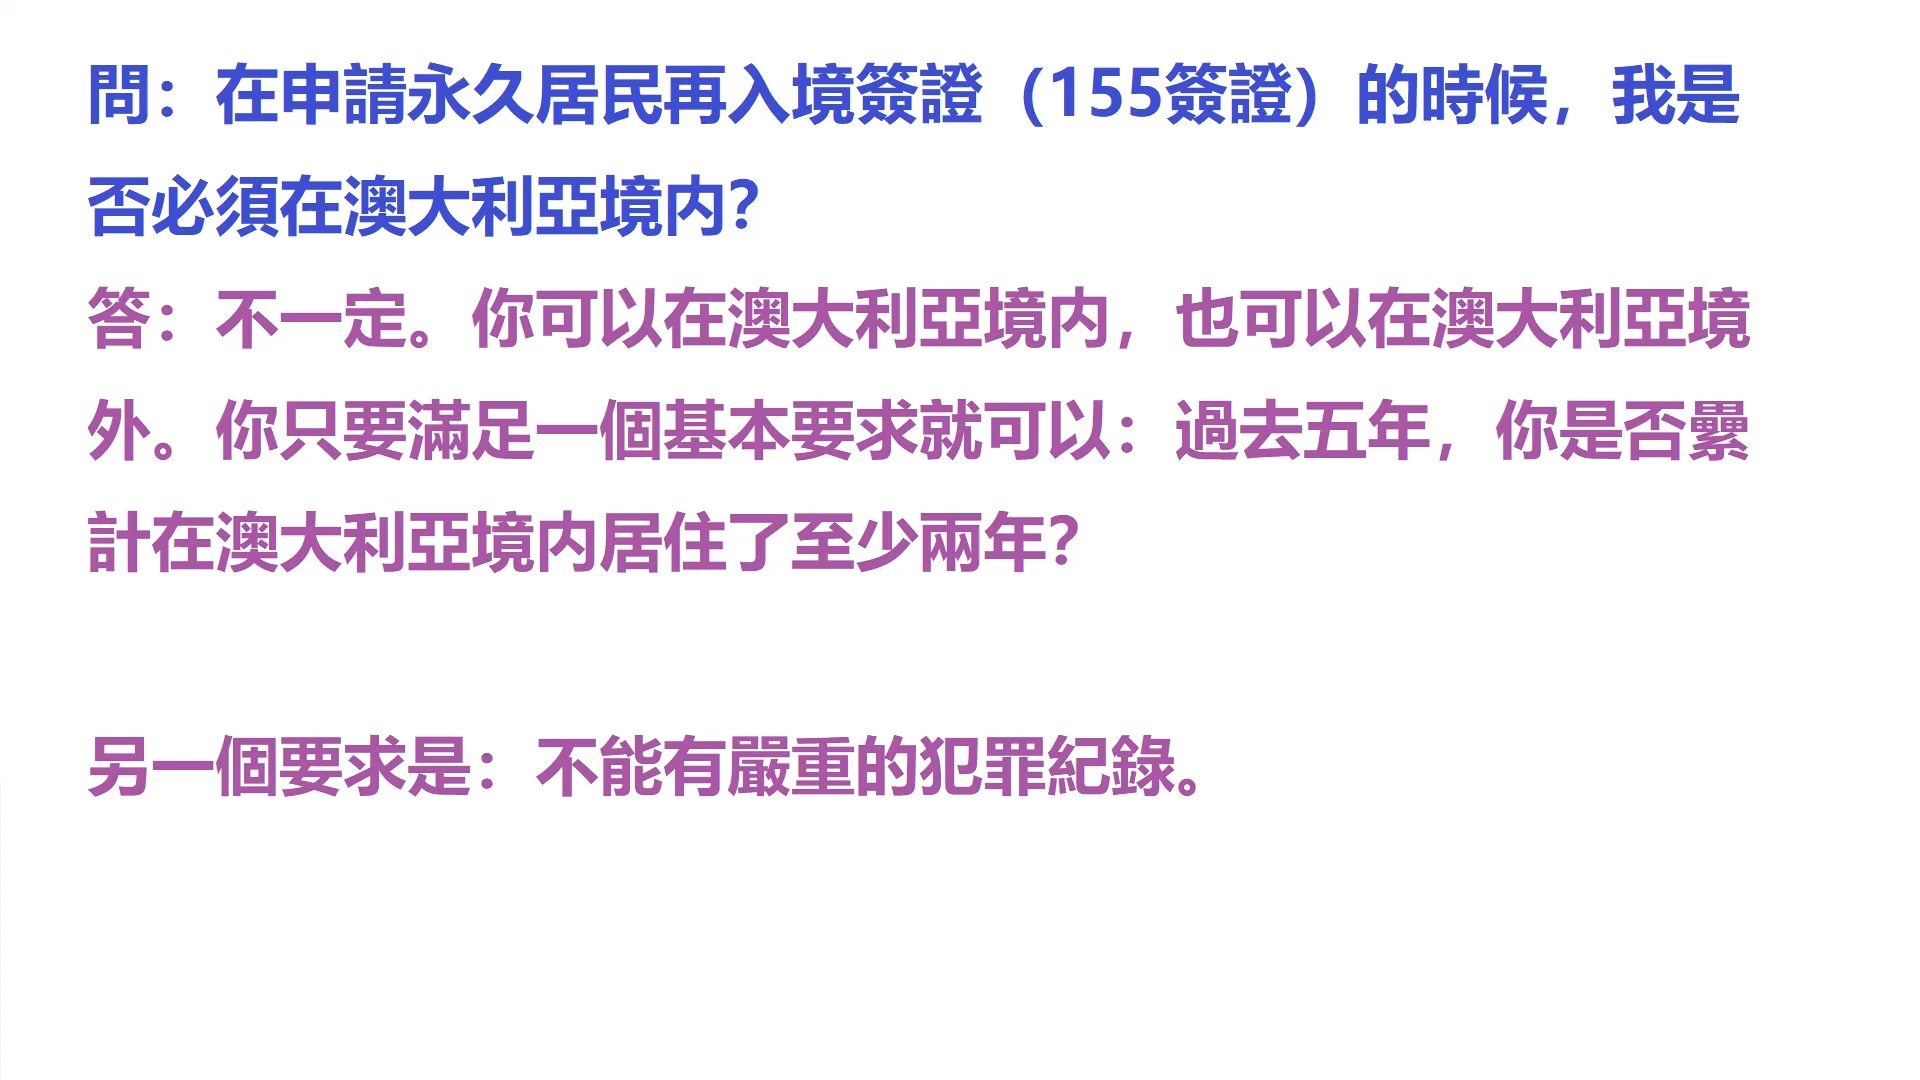 問：在申請永久居民再入境簽證（155簽證）的時候，我是
否必須在澳大利亞境内？
答：不一定。你可以在澳大利亞境内，也可以在澳大利亞境
外。你只要滿足一個基本要求就可以：過去五年，你是否纍
計在澳大利亞境内居住了至少兩年？
另一個要求是：不能有嚴重的犯罪紀錄。